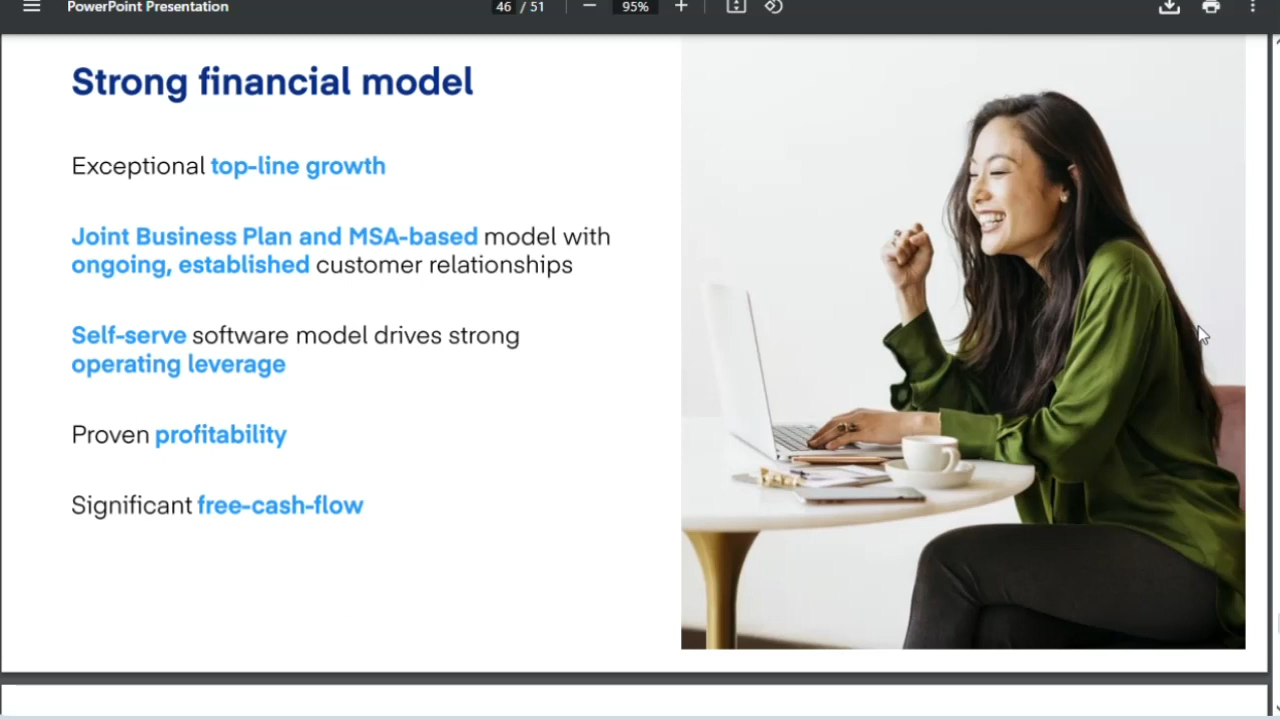 PowerPoint Presentation
46 / 51
95%
Strong financial model
Exceptional top-line growth
Joint Business Plan and MSA-based model with
ongoing, established customer relationships
Self-serve software model drives strong
operating leverage
Proven profitability
Significant free-cash-flow